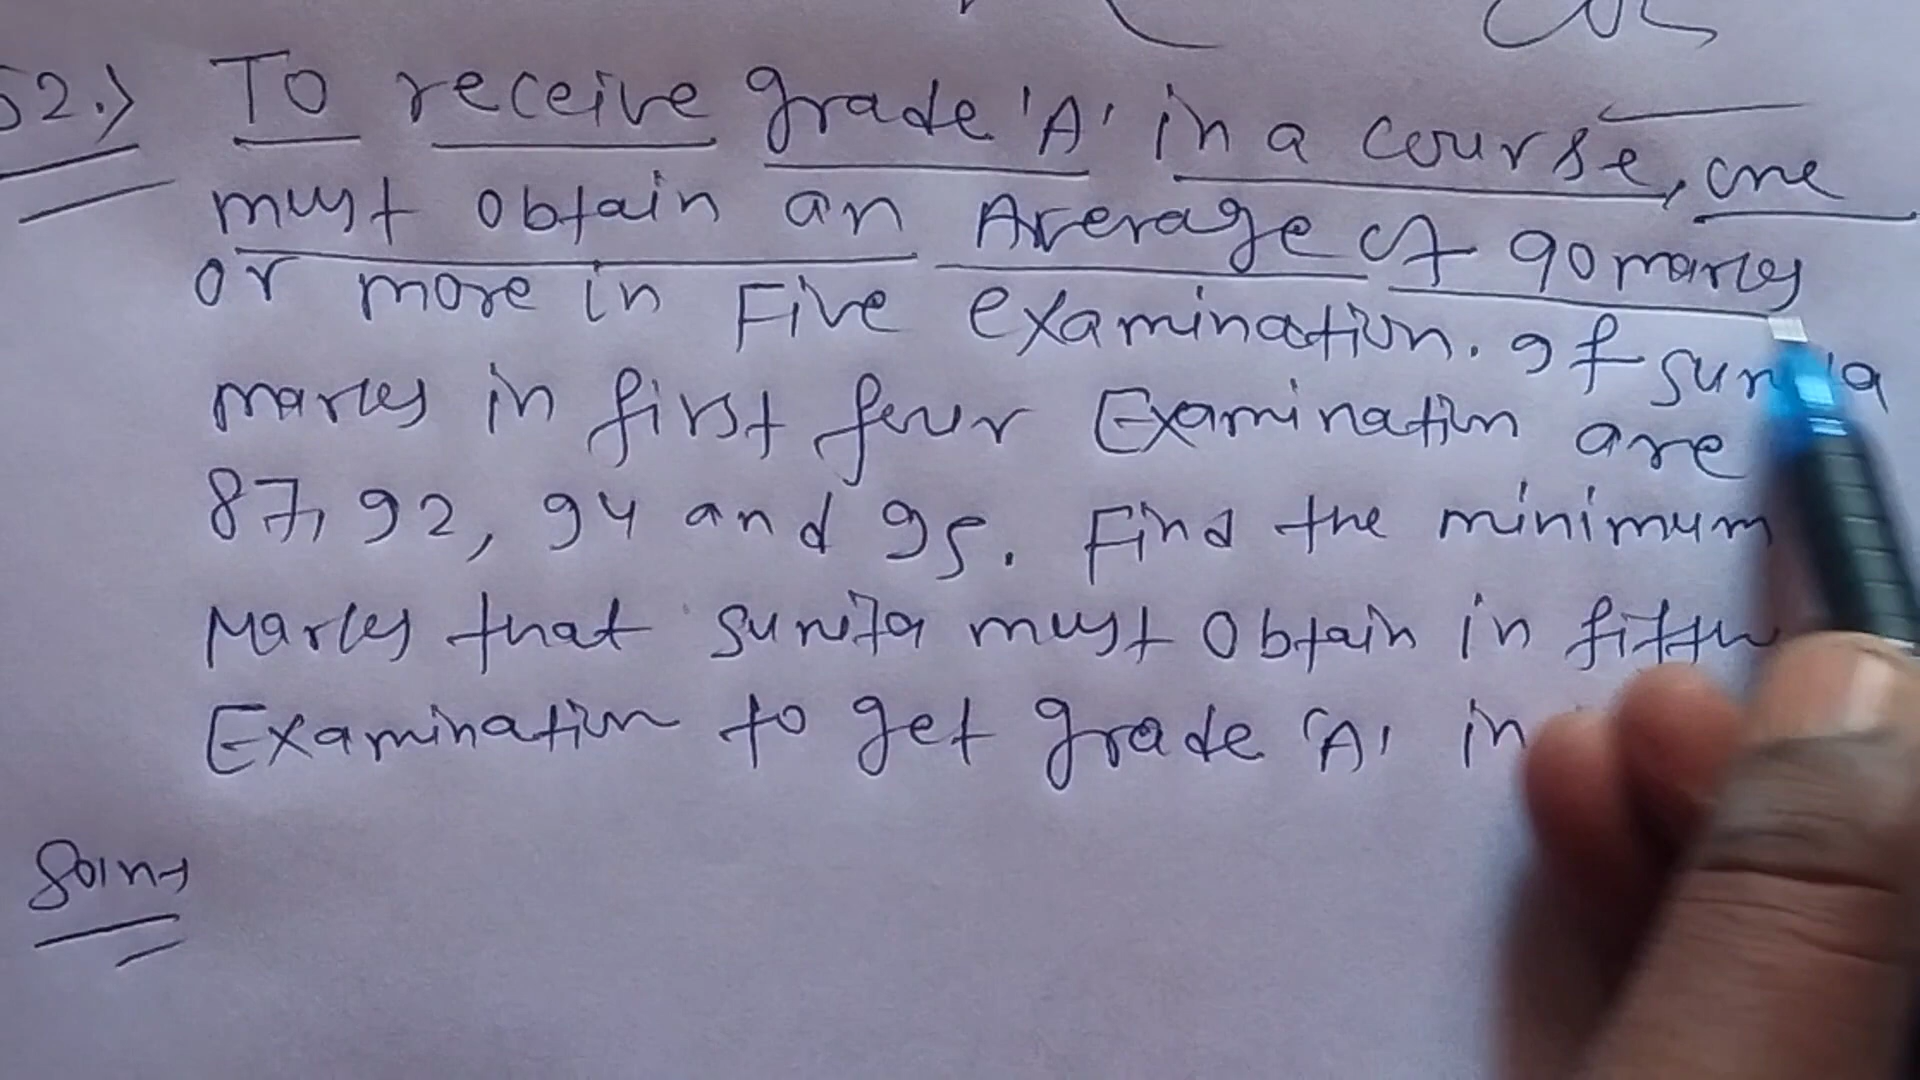 52.) To receive grade 'A' in a course, one
must obtain an Average of 90 marks
or more in Five examination. If
marks in first four Examination are
87, 92, 94 and 95. Find the minimum
Marks that sunita must obtain in fifth
Examination to get grade 'A' in
Soln